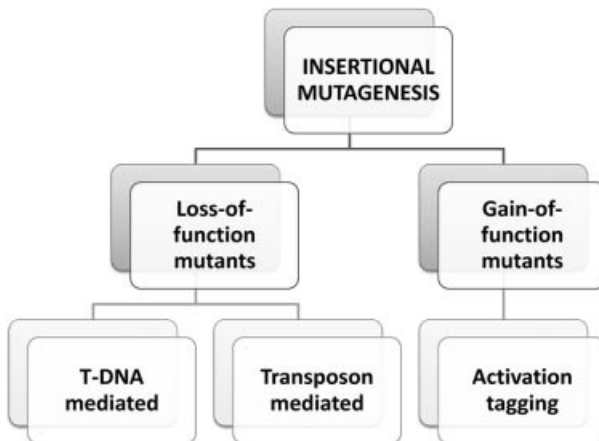 INSERTIONAL
MUTAGENESIS
Loss-of-
function
mutants
Gain-of-
function
mutants
T-DNA
mediated
Transposon
mediated
Activation
tagging